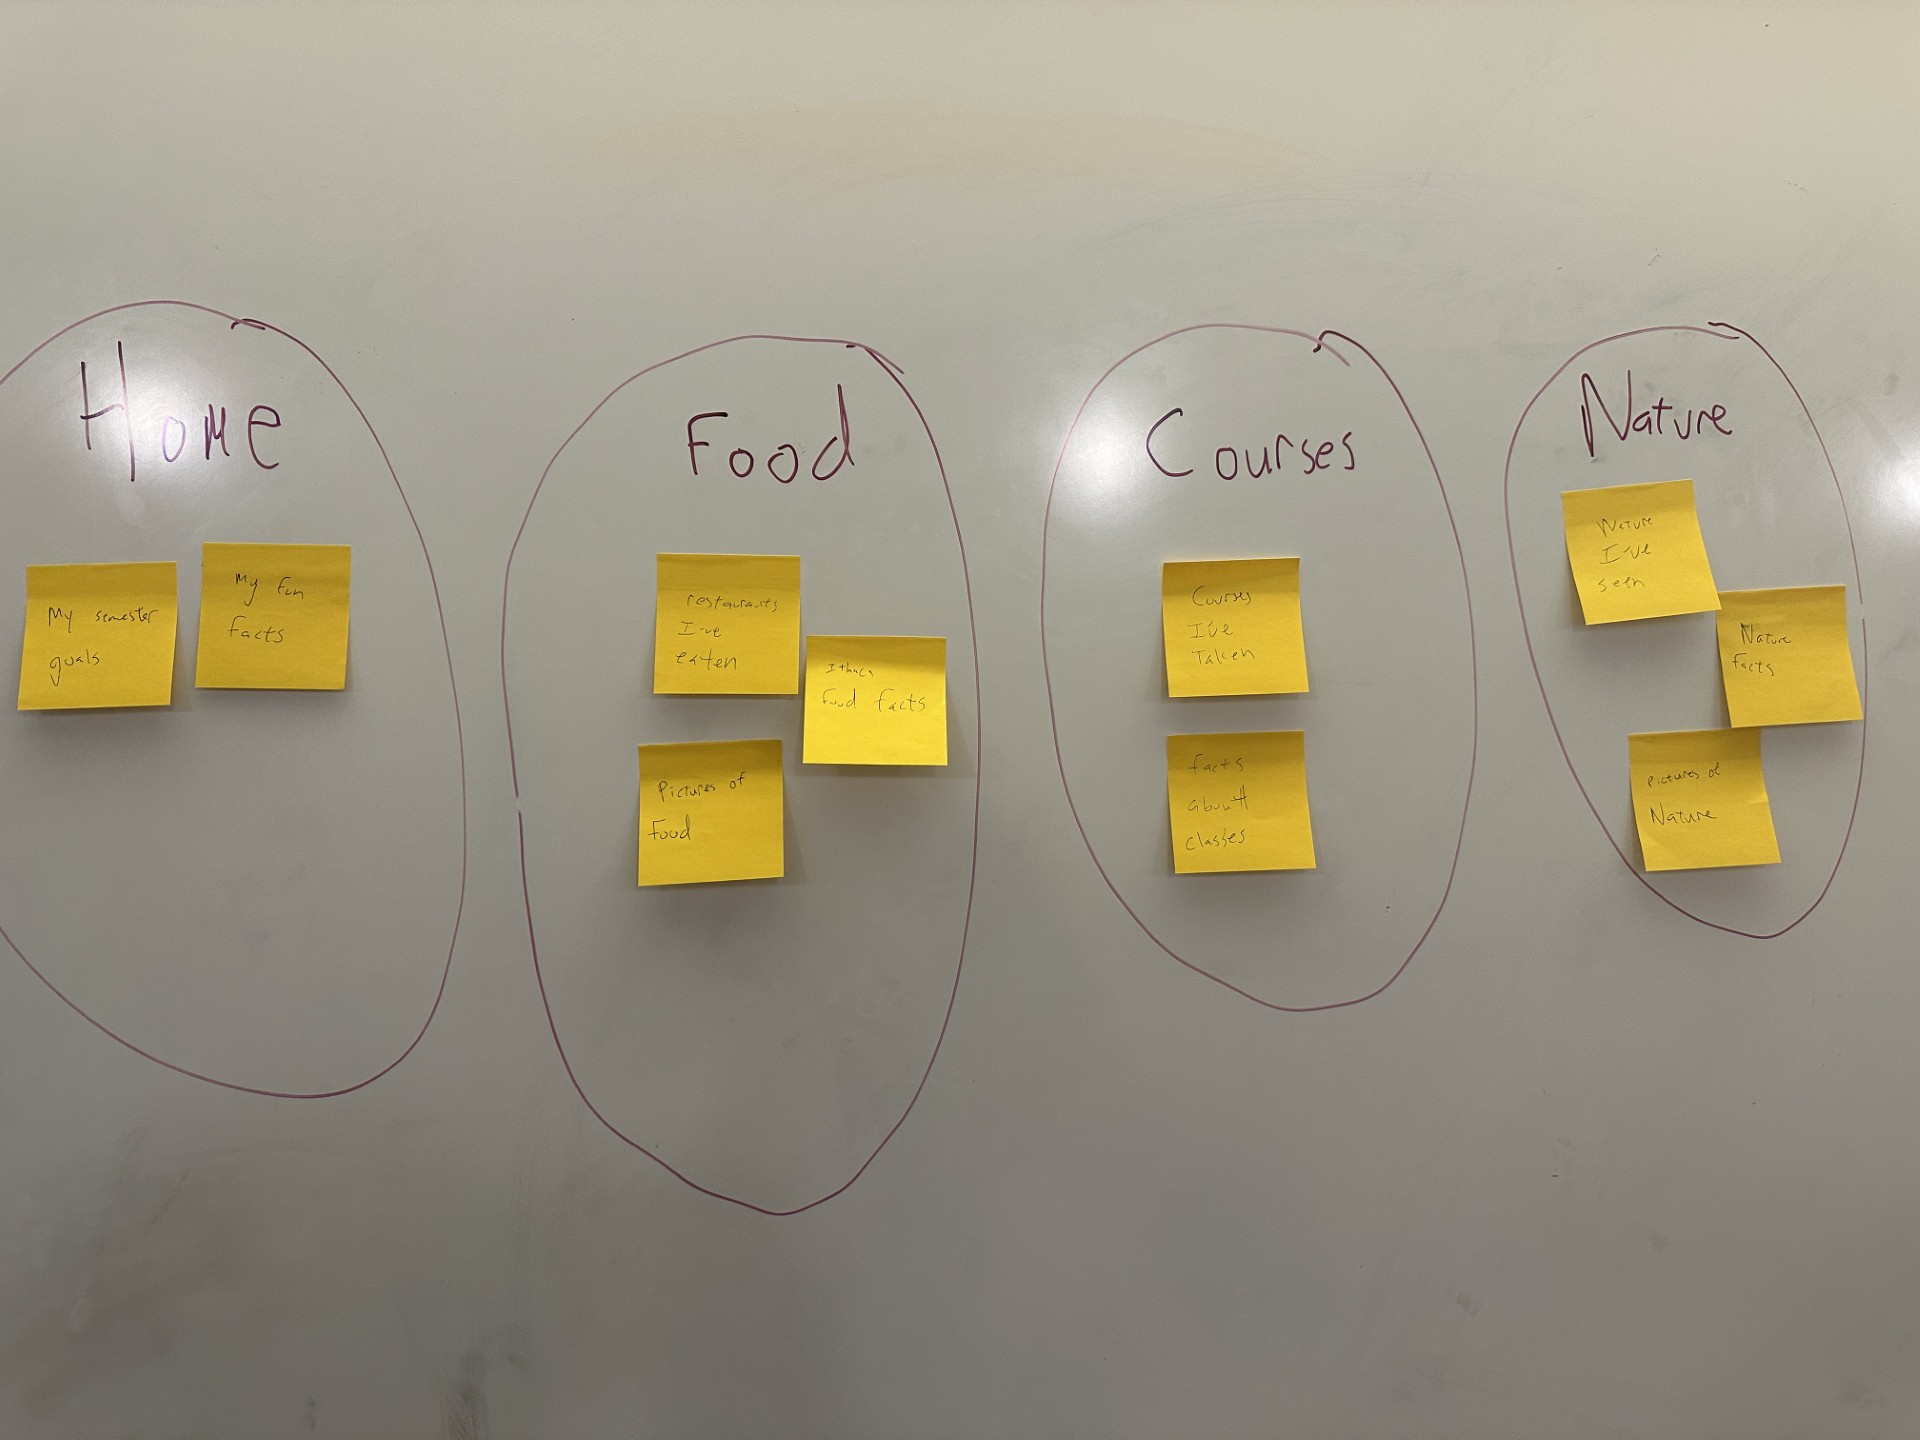 Home
My semester
goals
My fun
facts
Food
restaurants
I've
eaten
Ithaca
Food facts
Pictures of
Food
Courses
Courses
I've
Taken
facts
about
classes
Nature
Nature
I've
seen
Nature
facts
Pictures of
Nature